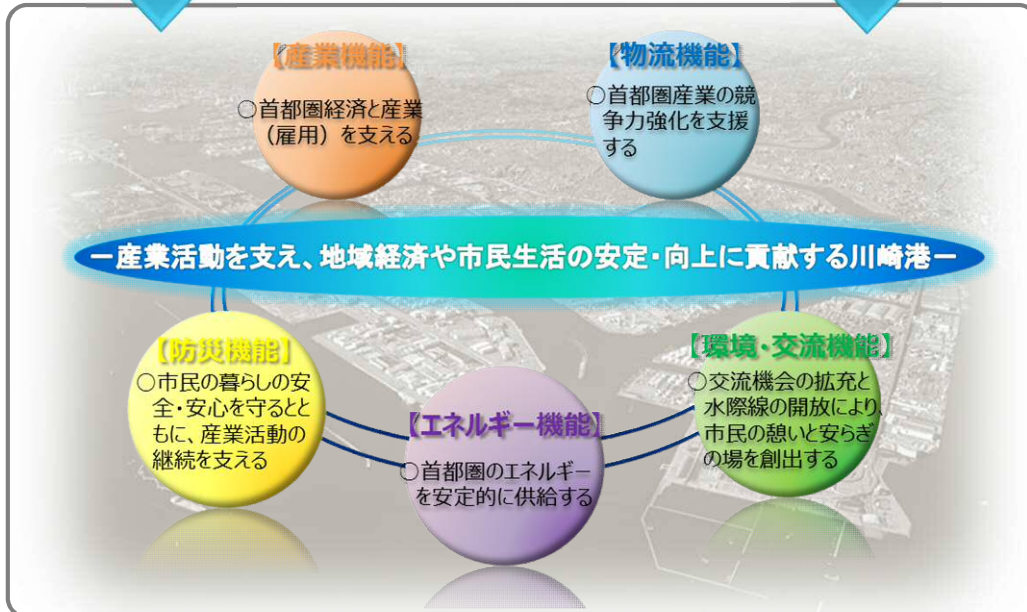 【産業機能】
○首都圏経済と産業
（雇用）を支える
【物流機能】
○首都圏産業の競
争力強化を支援
する
－産業活動を支え、地域経済や市民生活の安定・向上に貢献する川崎港－
【防災機能】
○市民の暮らしの安
全・安心を守るとと
もに、産業活動の
継続を支える
【エネルギー機能】
○首都圏のエネルギー
を安定的に供給する
【環境・交流機能】
○交流機会の拡充と
水際線の開放により、
市民の憩いと安らぎ
の場を創出する